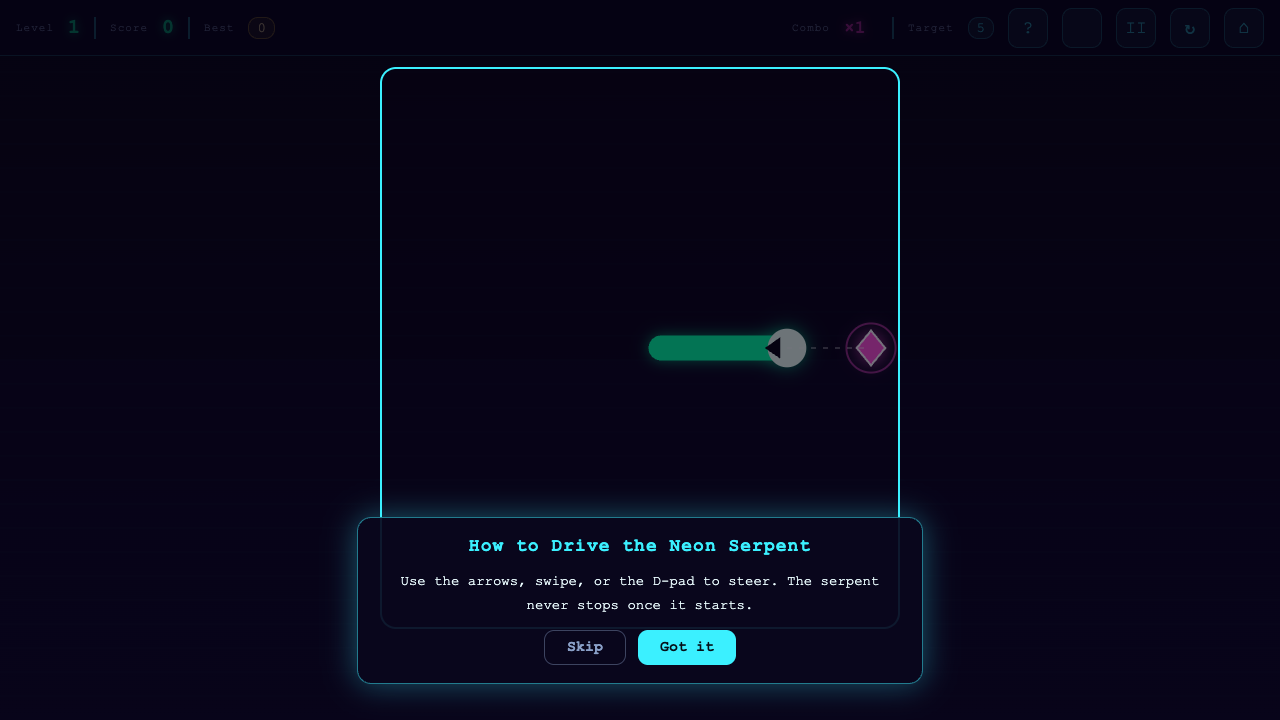 Level 1 Score 0 Best 0 Combo ×1 Target 5 ? II ↻ ⌂
How to Drive the Neon Serpent
Use the arrows, swipe, or the D-pad to steer. The serpent
never stops once it starts.
Skip Got it